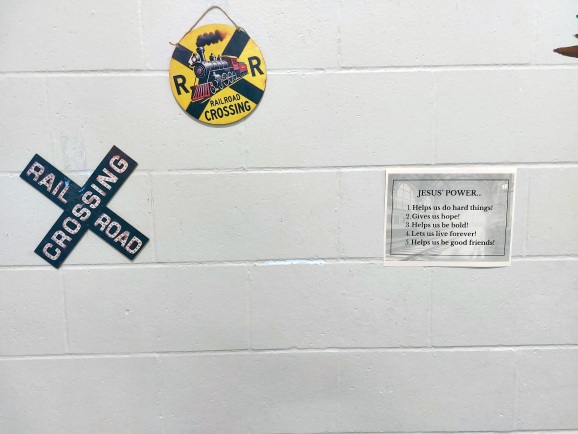 R R
RAILROAD
CROSSING
RAIL ROAD
CROSSING
JESUS' POWER...
1. Helps us do hard things!
2. Gives us hope!
3. Helps us be bold!
4. Lets us live forever!
5. Helps us be good friends!